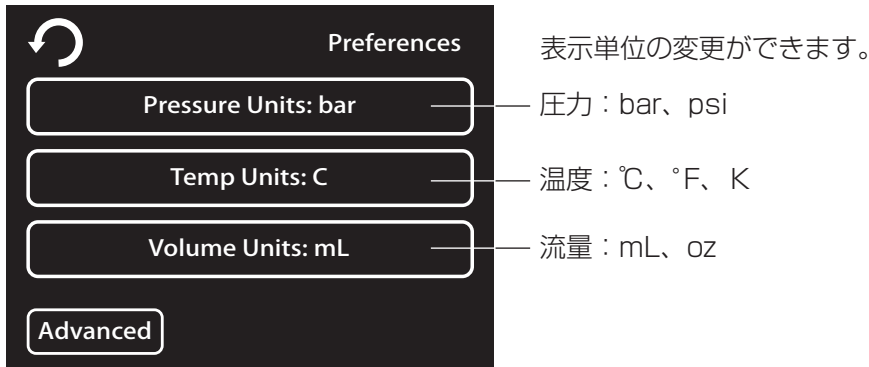 Preferences
表示単位の変更ができます。
Pressure Units: bar
圧力：bar、psi
Temp Units: C
温度：℃、°F、K
Volume Units: mL
流量：mL、oz
Advanced